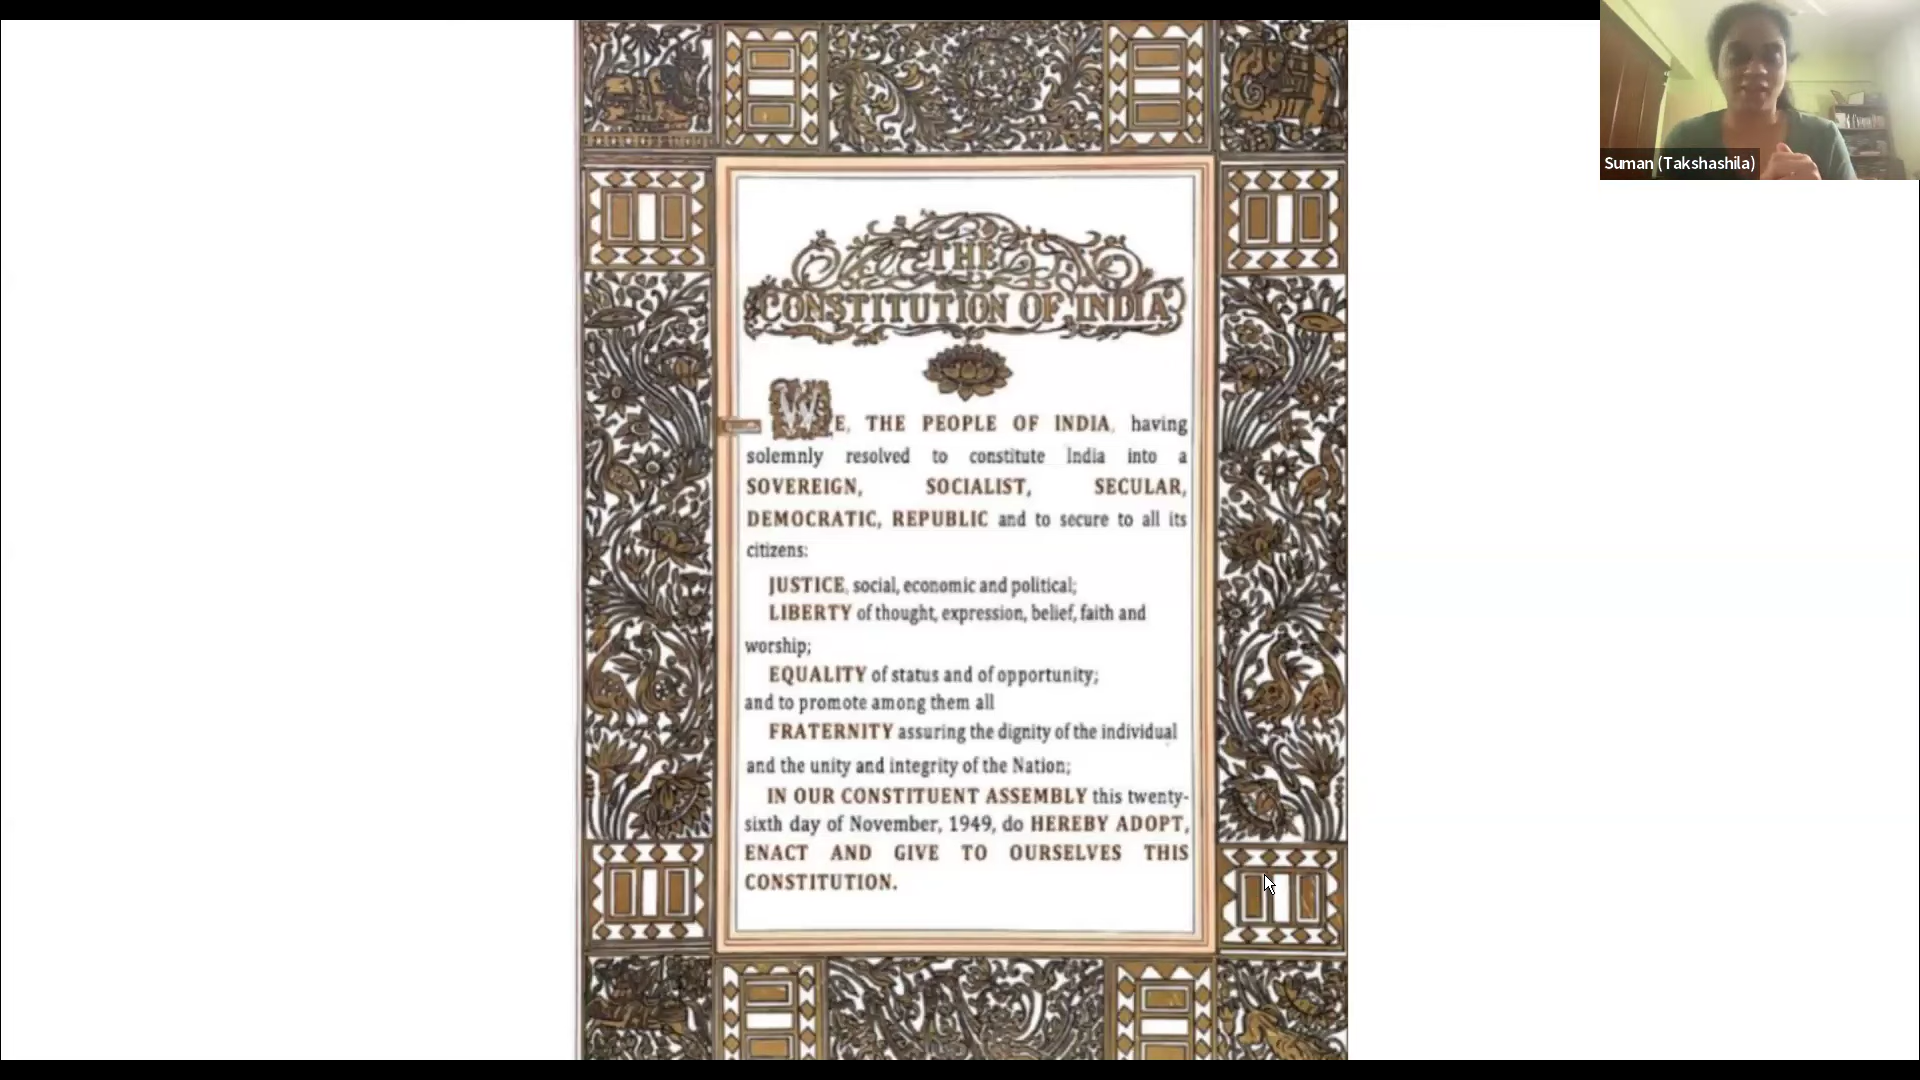 THE
CONSTITUTION OF INDIA
WE, THE PEOPLE OF INDIA, having
solemnly resolved to constitute India into a
SOVEREIGN, SOCIALIST, SECULAR,
DEMOCRATIC, REPUBLIC and to secure to all its
citizens:
JUSTICE, social, economic and political;
LIBERTY of thought, expression, belief, faith and
worship;
EQUALITY of status and of opportunity;
and to promote among them all
FRATERNITY assuring the dignity of the individual
and the unity and integrity of the Nation;
IN OUR CONSTITUENT ASSEMBLY this twenty-
sixth day of November, 1949, do HEREBY ADOPT,
ENACT AND GIVE TO OURSELVES THIS
CONSTITUTION.
Suman (Takshashila)